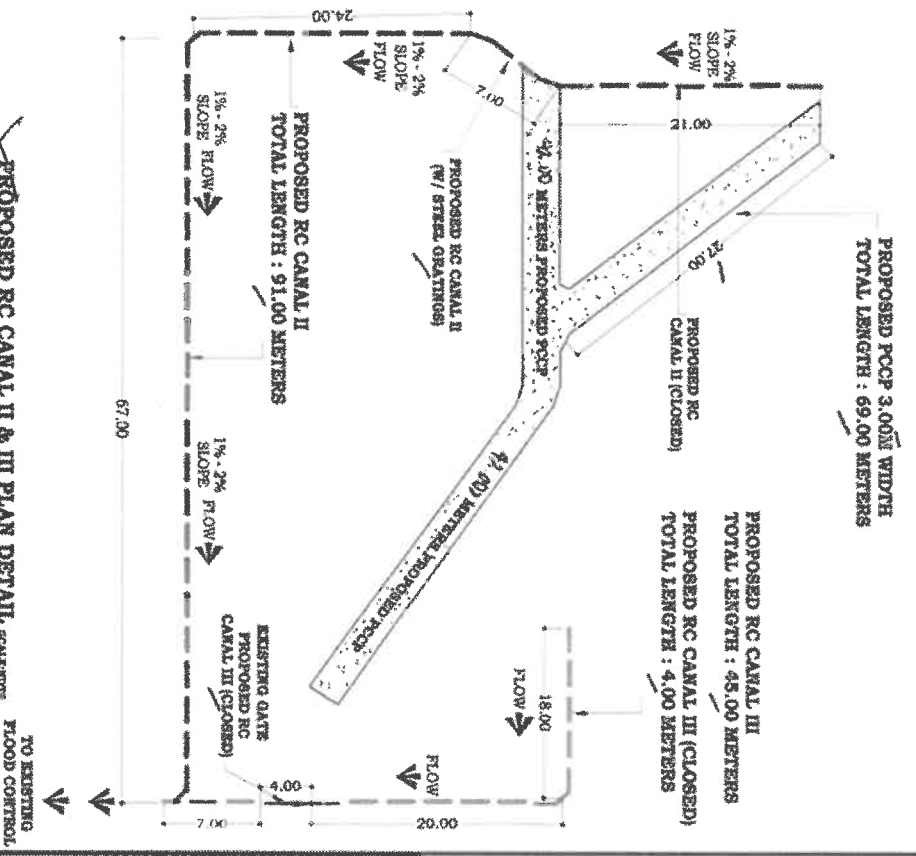 PROPOSED PCCP 3.00M WIDTH
TOTAL LENGTH : 69.00 METERS
PROPOSED RC CANAL III
TOTAL LENGTH : 45.00 METERS
PROPOSED RC CANAL III (CLOSED)
TOTAL LENGTH : 4.00 METERS
1% - 2%
SLOPE
FLOW
21.00
27.00
PROPOSED RC
CANAL II (CLOSED)
18.00
FLOW
METERS PROPOSED PCCP
METERS PROPOSED PCCP
24.00
1% - 2%
SLOPE
FLOW
7.00
PROPOSED RC CANAL II
(W/ STEEL GRATINGS)
PROPOSED RC CANAL II
TOTAL LENGTH : 91.00 METERS
1% - 2%
SLOPE FLOW
1% - 2%
SLOPE FLOW
EXISTING GATE
PROPOSED RC
CANAL III (CLOSED)
FLOW
4.00
7.00
20.00
67.00
TO EXISTING
FLOOD CONTROL
PROPOSED RC CANAL II & III PLAN DETAIL